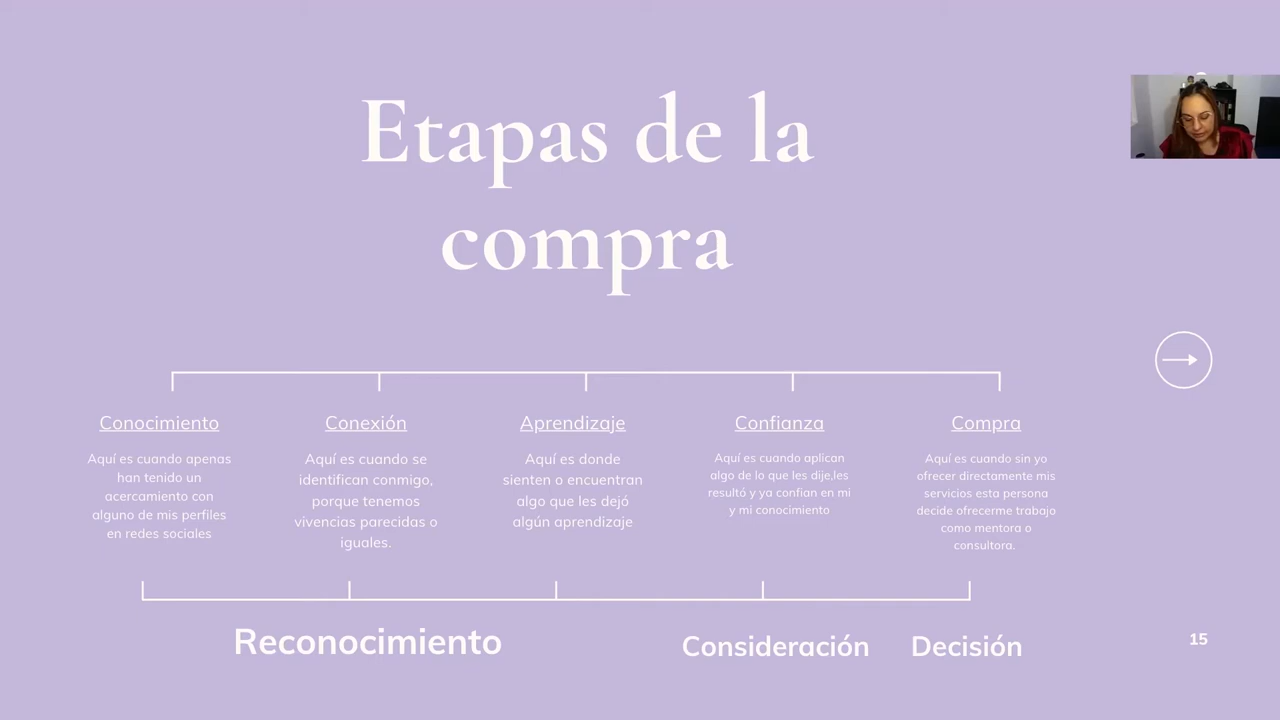 Etapas de la
compra
Conocimiento
Aquí es cuando apenas
han tenido un
acercamiento con
alguno de mis perfiles
en redes sociales
Conexión
Aquí es cuando se
identifican conmigo,
porque tenemos
vivencias parecidas o
iguales.
Aprendizaje
Aquí es donde
sienten o encuentran
algo que les dejó
algún aprendizaje
Confianza
Aquí es cuando aplican
algo de lo que les dije,les
resultó y ya confian en mi
y mi conocimiento
Compra
Aquí es cuando sin yo
ofrecer directamente mis
servicios esta persona
decide ofrecerme trabajo
como mentora o
consultora.
Reconocimiento
Consideración
Decisión
15